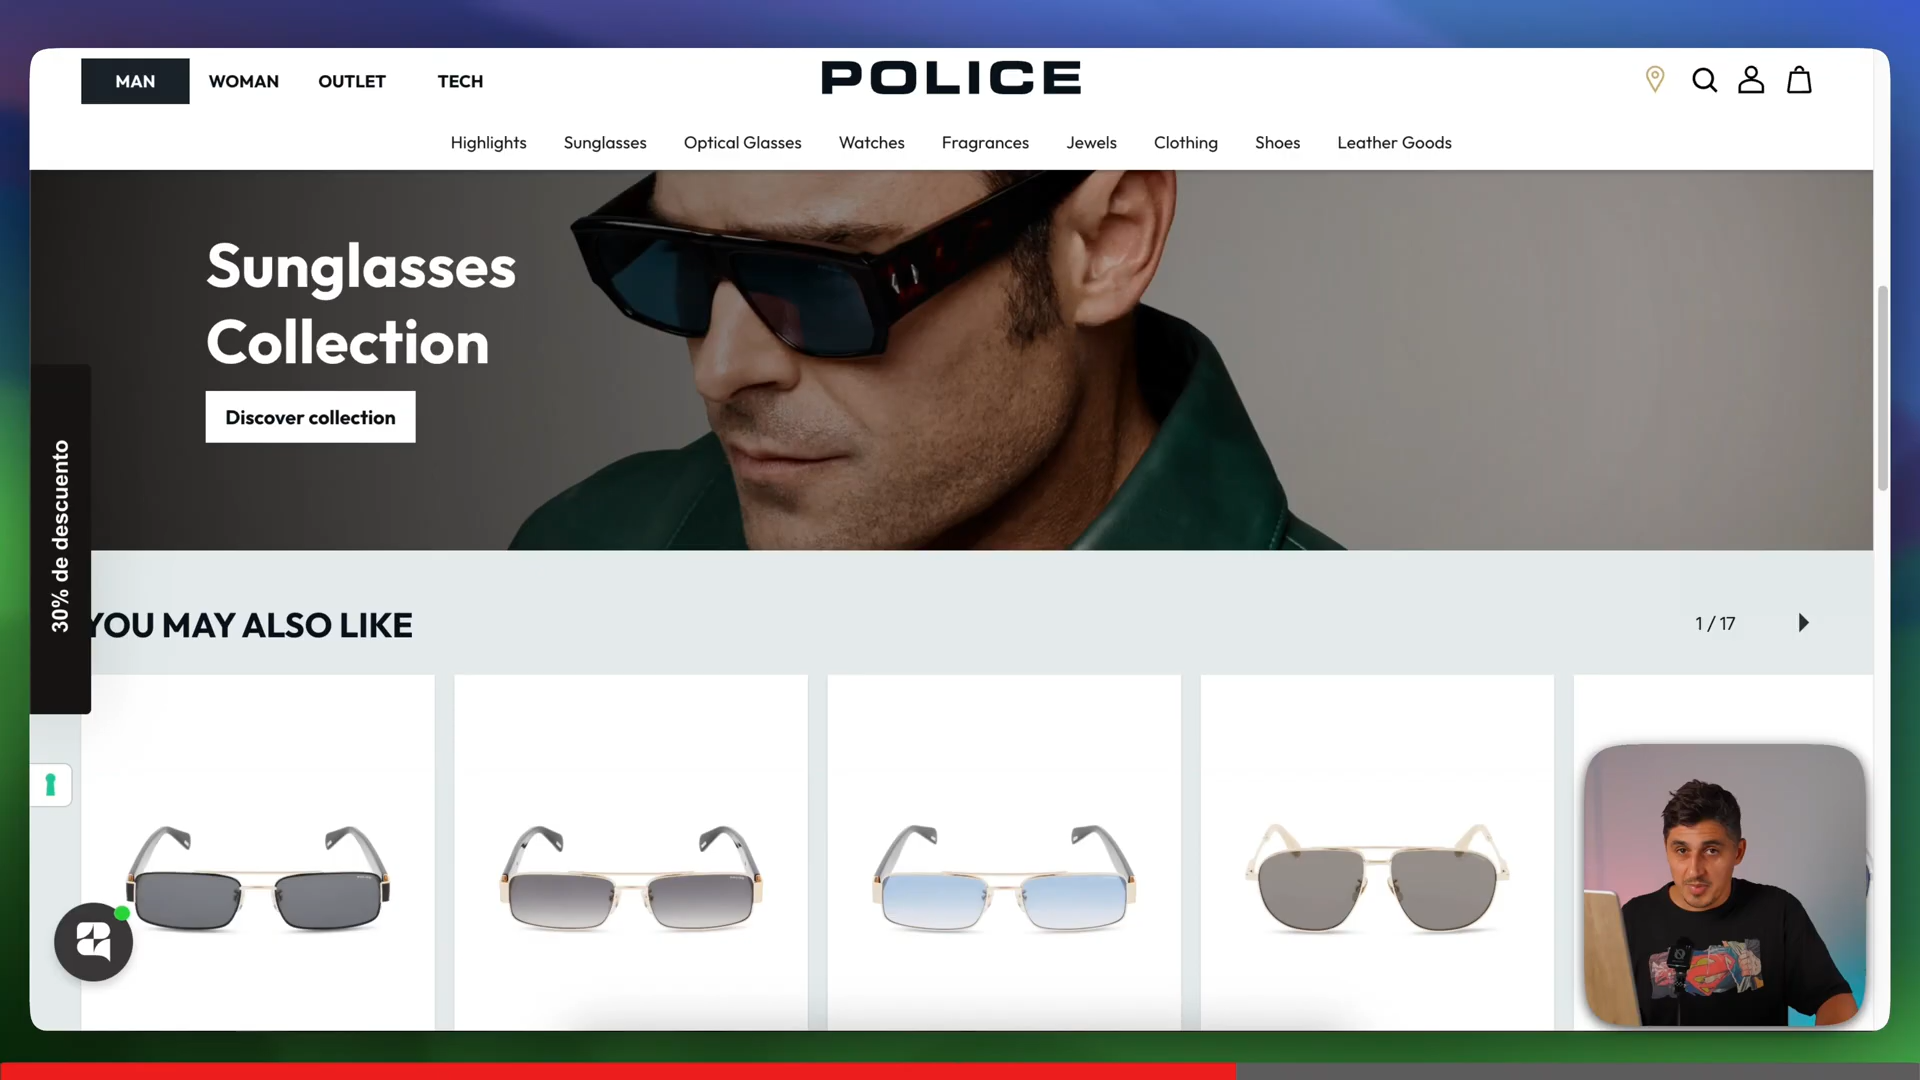 MAN
WOMAN
OUTLET
TECH
POLICE
Highlights
Sunglasses
Optical Glasses
Watches
Fragrances
Jewels
Clothing
Shoes
Leather Goods
Sunglasses
Collection
Discover collection
30% de descuento
YOU MAY ALSO LIKE
1 / 17